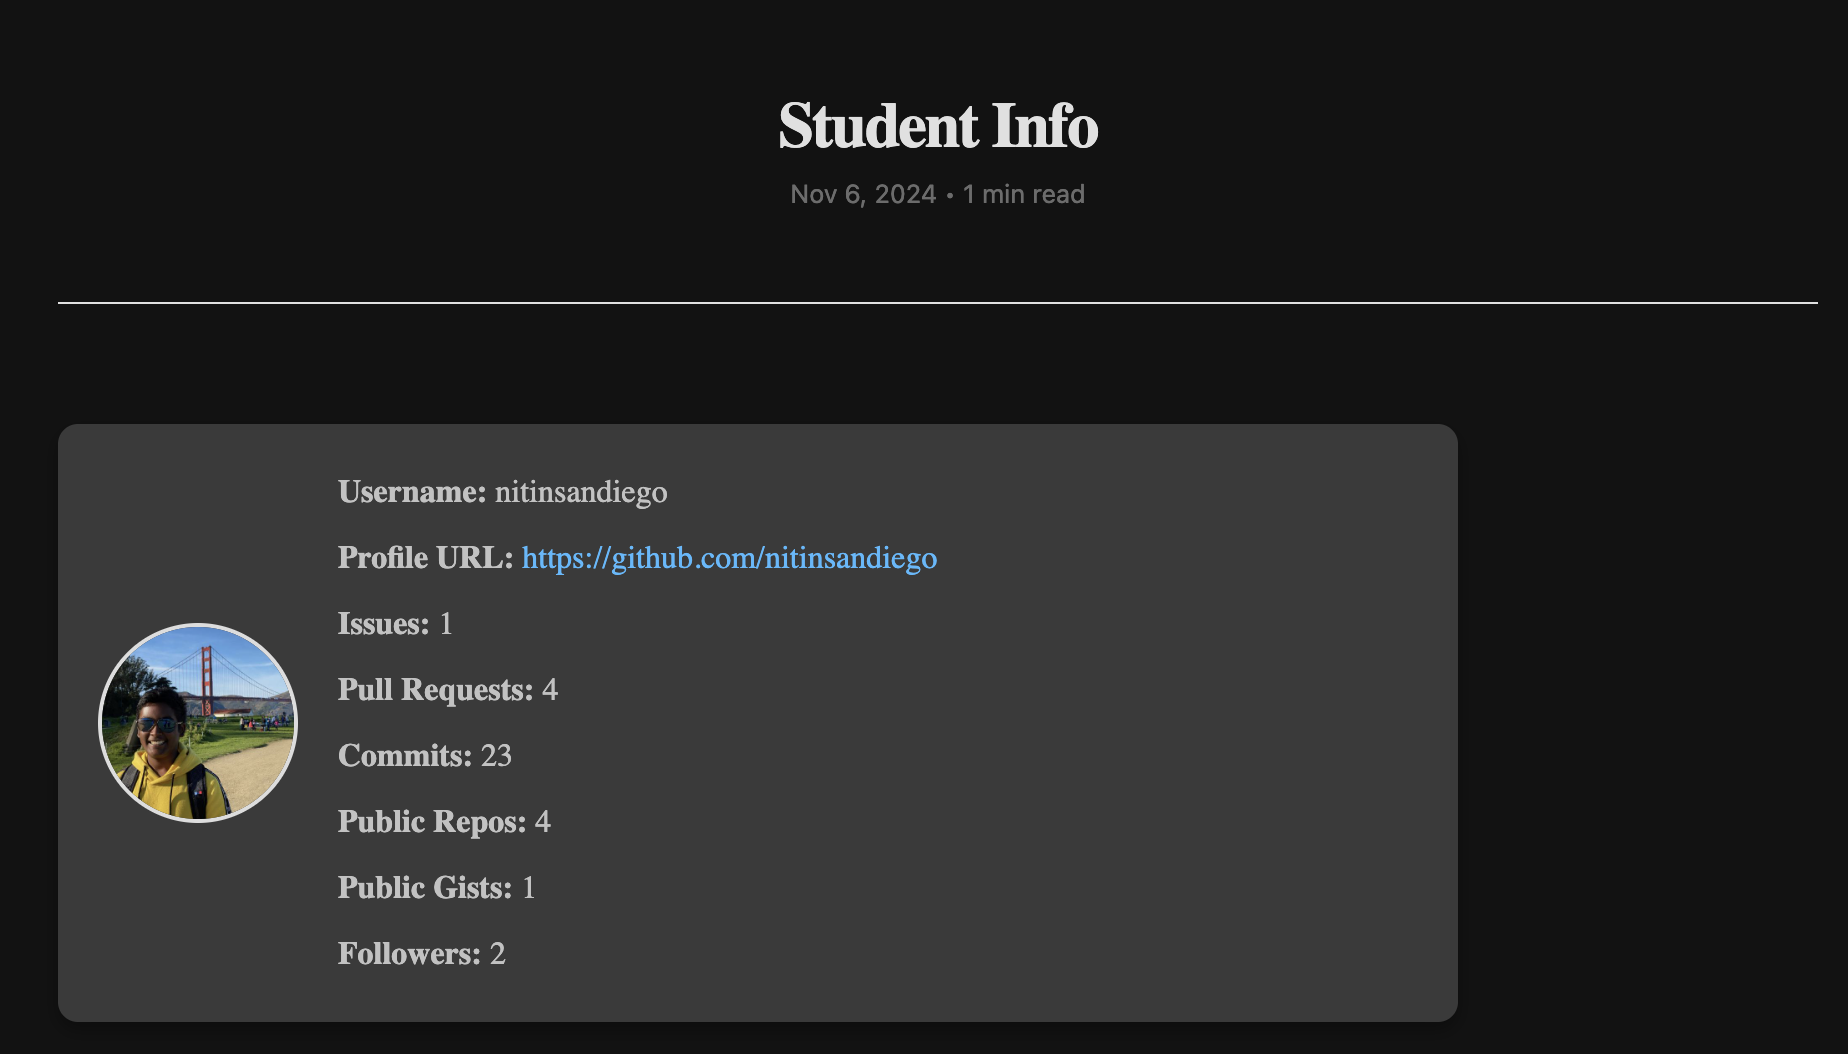 Student Info
Nov 6, 2024 • 1 min read
Username: nitinsandiego
Profile URL: https://github.com/nitinsandiego
Issues: 1
Pull Requests: 4
Commits: 23
Public Repos: 4
Public Gists: 1
Followers: 2